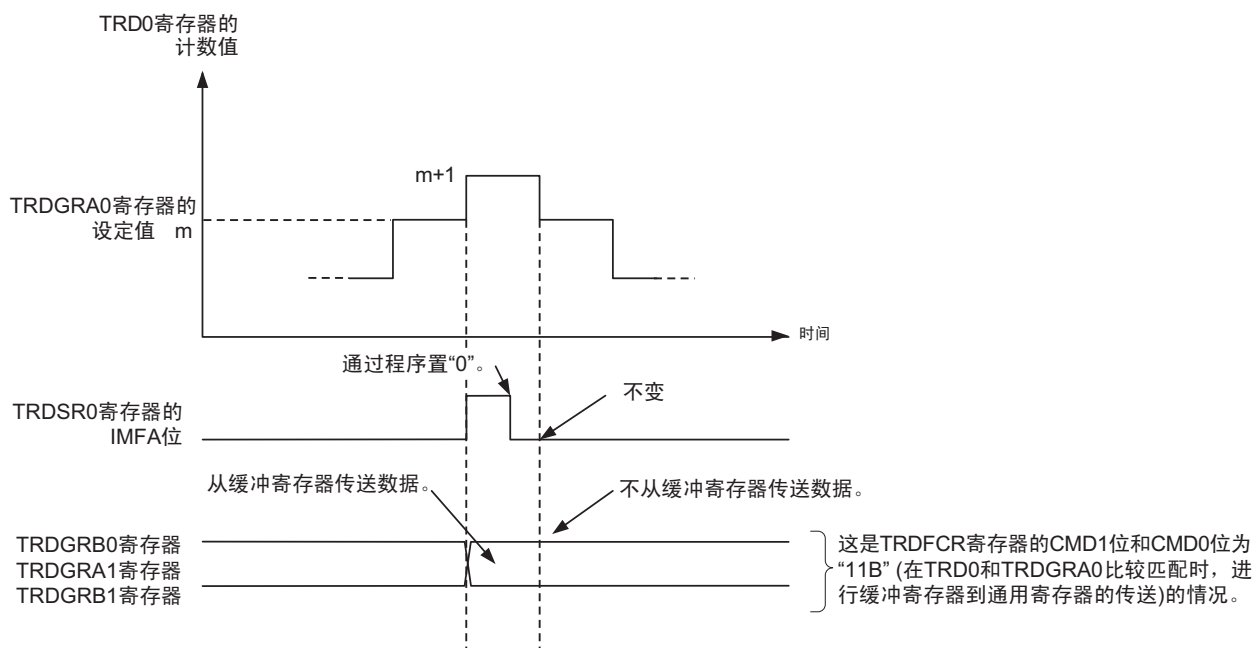 TRD0寄存器的
计数值
m+1
TRDGRA0寄存器的
设定值 m
时间
通过程序置“0”。
不变
TRDSR0寄存器的
IMFA位
从缓冲寄存器传送数据。
不从缓冲寄存器传送数据。
TRDGRB0寄存器
TRDGRA1寄存器
TRDGRB1寄存器
这是TRDFCR寄存器的CMD1位和CMD0位为
“11B” (在TRD0和TRDGRA0比较匹配时，进
行缓冲寄存器到通用寄存器的传送)的情况。